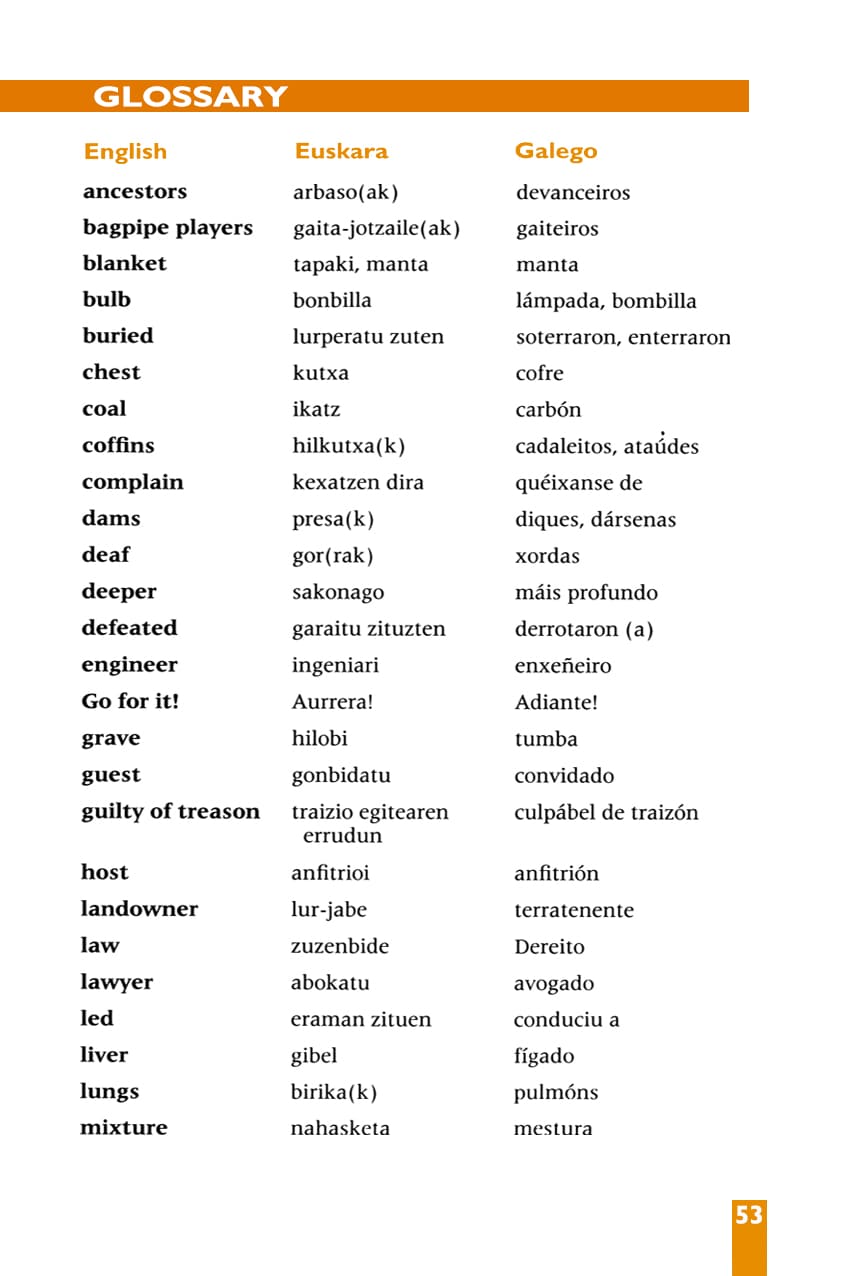 GLOSSARY
English Euskara Galego
ancestors arbaso(ak) devanceiros
bagpipe players gaita-jotzaile(ak) gaiteiros
blanket tapaki, manta manta
bulb bonbilla lámpada, bombilla
buried lurperatu zuten soterraron, enterraron
chest kutxa cofre
coal ikatz carbón
coffins hilkutxa(k) cadaleitos, ataúdes
complain kexatzen dira quéixanse de
dams presa(k) diques, dársenas
deaf gor(rak) xordas
deeper sakonago máis profundo
defeated garaitu zituzten derrotaron (a)
engineer ingeniari enxeñeiro
Go for it! Aurrera! Adiante!
grave hilobi tumba
guest gonbidatu convidado
guilty of treason traizio egitearen culpábel de traizón
errudun
host anfitrioi anfitrión
landowner lur-jabe terratenente
law zuzenbide Dereito
lawyer abokatu avogado
led eraman zituen conduciu a
liver gibel fígado
lungs birika(k) pulmóns
mixture nahasketa mestura
53